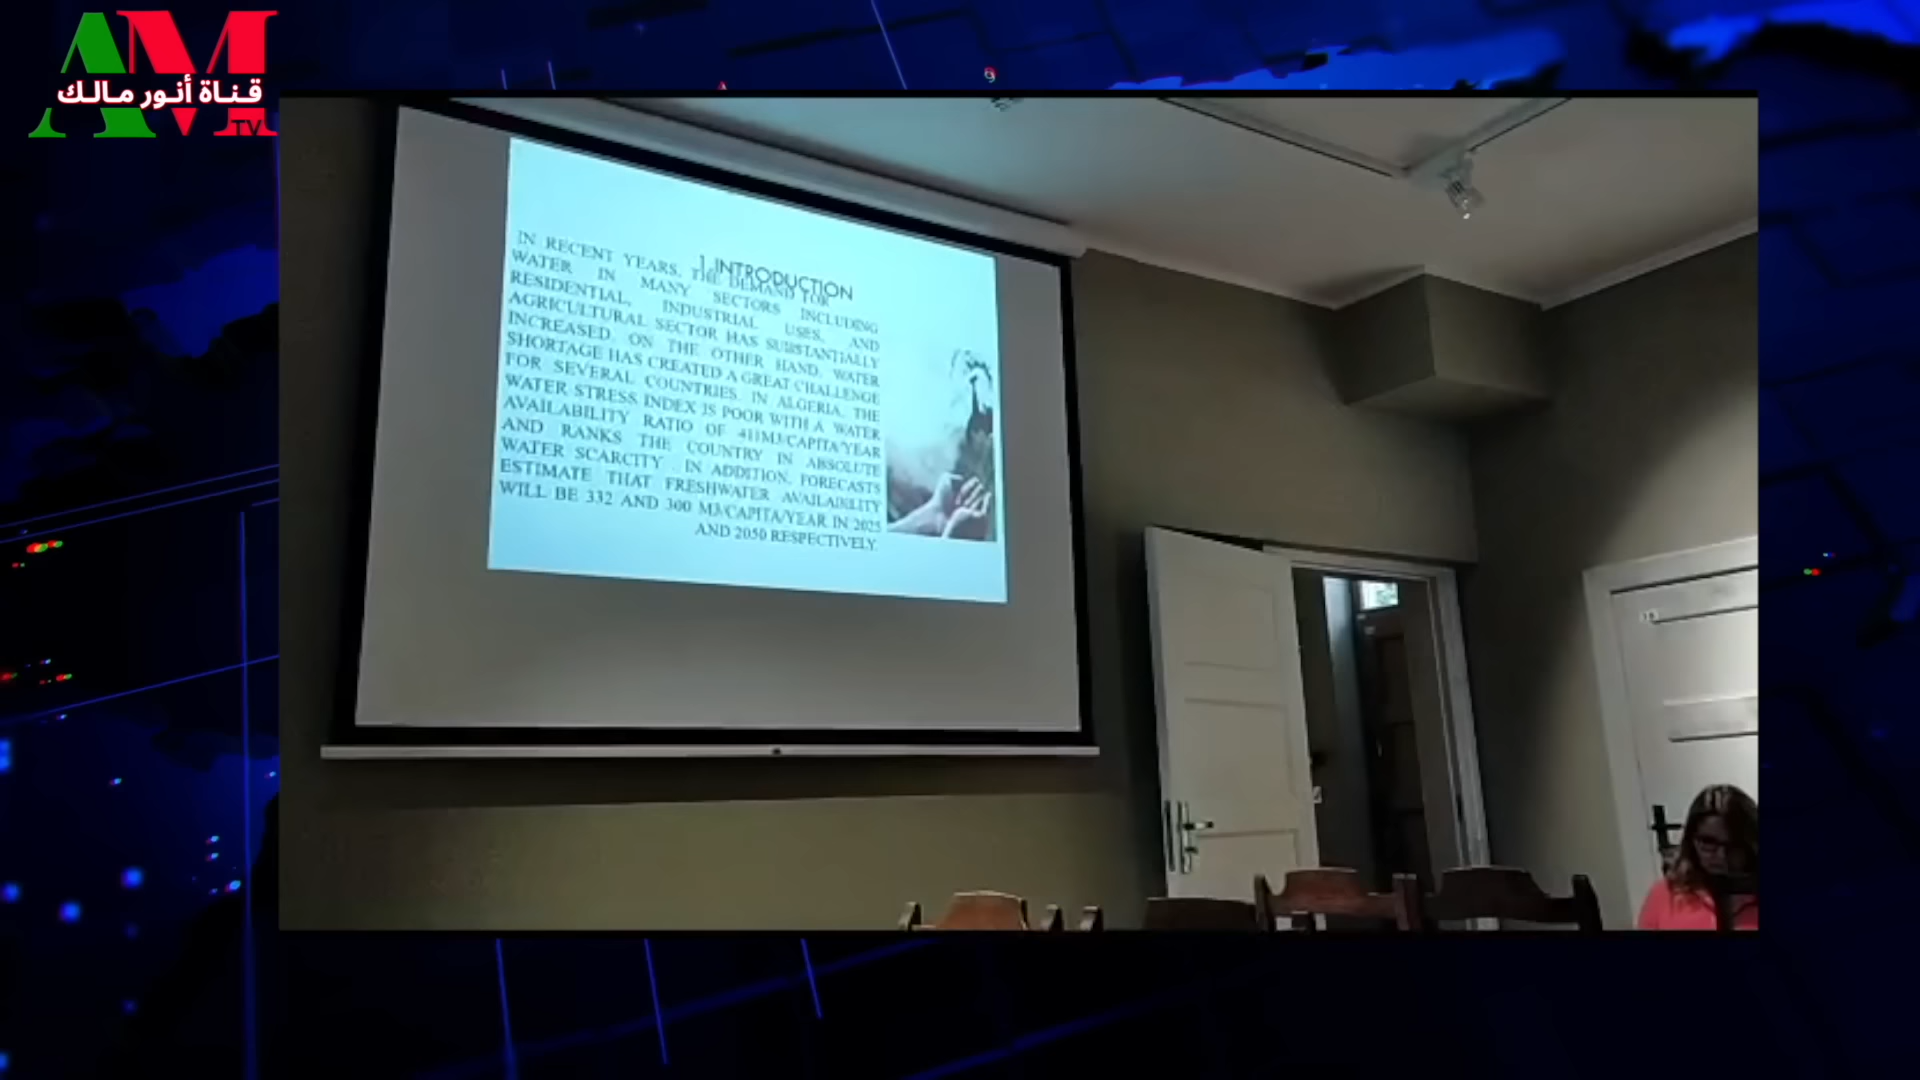 AM
قناة أنور مالك
TV
1 INTRODUCTION
IN RECENT YEARS, THE DEMAND FOR
WATER IN MANY SECTORS INCLUDING
RESIDENTIAL, INDUSTRIAL USES, AND
AGRICULTURAL SECTOR HAS SUBSTANTIALLY
INCREASED. ON THE OTHER HAND, WATER
SHORTAGE HAS CREATED A GREAT CHALLENGE
FOR SEVERAL COUNTRIES. IN ALGERIA, THE
WATER STRESS INDEX IS POOR WITH A WATER
AVAILABILITY RATIO OF 411M3/CAPITA/YEAR
AND RANKS THE COUNTRY IN ABSOLUTE
WATER SCARCITY . IN ADDITION, FORECASTS
ESTIMATE THAT FRESHWATER AVAILABILITY
WILL BE 332 AND 300 M3/CAPITA/YEAR IN 2025
AND 2050 RESPECTIVELY.